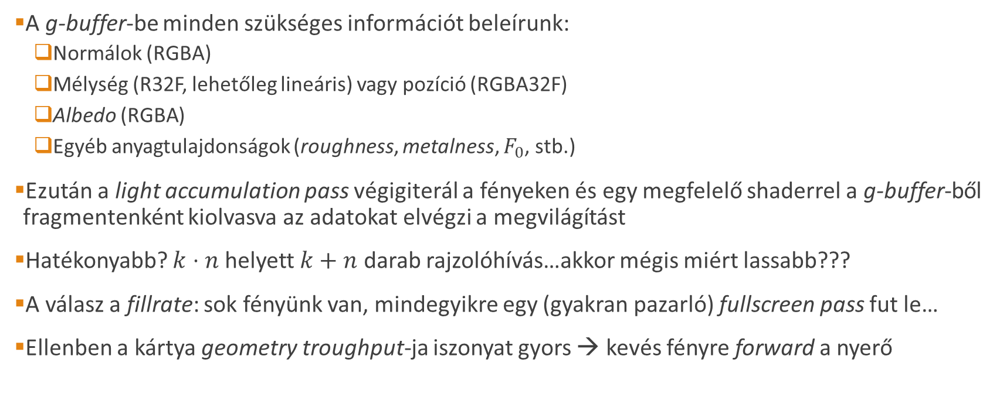 ▪A g-buffer-be minden szükséges információt beleírunk:
❑Normálok (RGBA)
❑Mélység (R32F, lehetőleg lineáris) vagy pozíció (RGBA32F)
❑Albedo (RGBA)
❑Egyéb anyagtulajdonságok (roughness, metalness, F₀, stb.)
▪Ezután a light accumulation pass végigiterál a fényeken és egy megfelelő shaderrel a g-buffer-ből
fragmentenként kiolvasva az adatokat elvégzi a megvilágítást
▪Hatékonyabb? k · n helyett k + n darab rajzolóhívás…akkor mégis miért lassabb???
▪A válasz a fillrate: sok fényünk van, mindegyikre egy (gyakran pazarló) fullscreen pass fut le…
▪Ellenben a kártya geometry troughput-ja iszonyat gyors → kevés fényre forward a nyerő